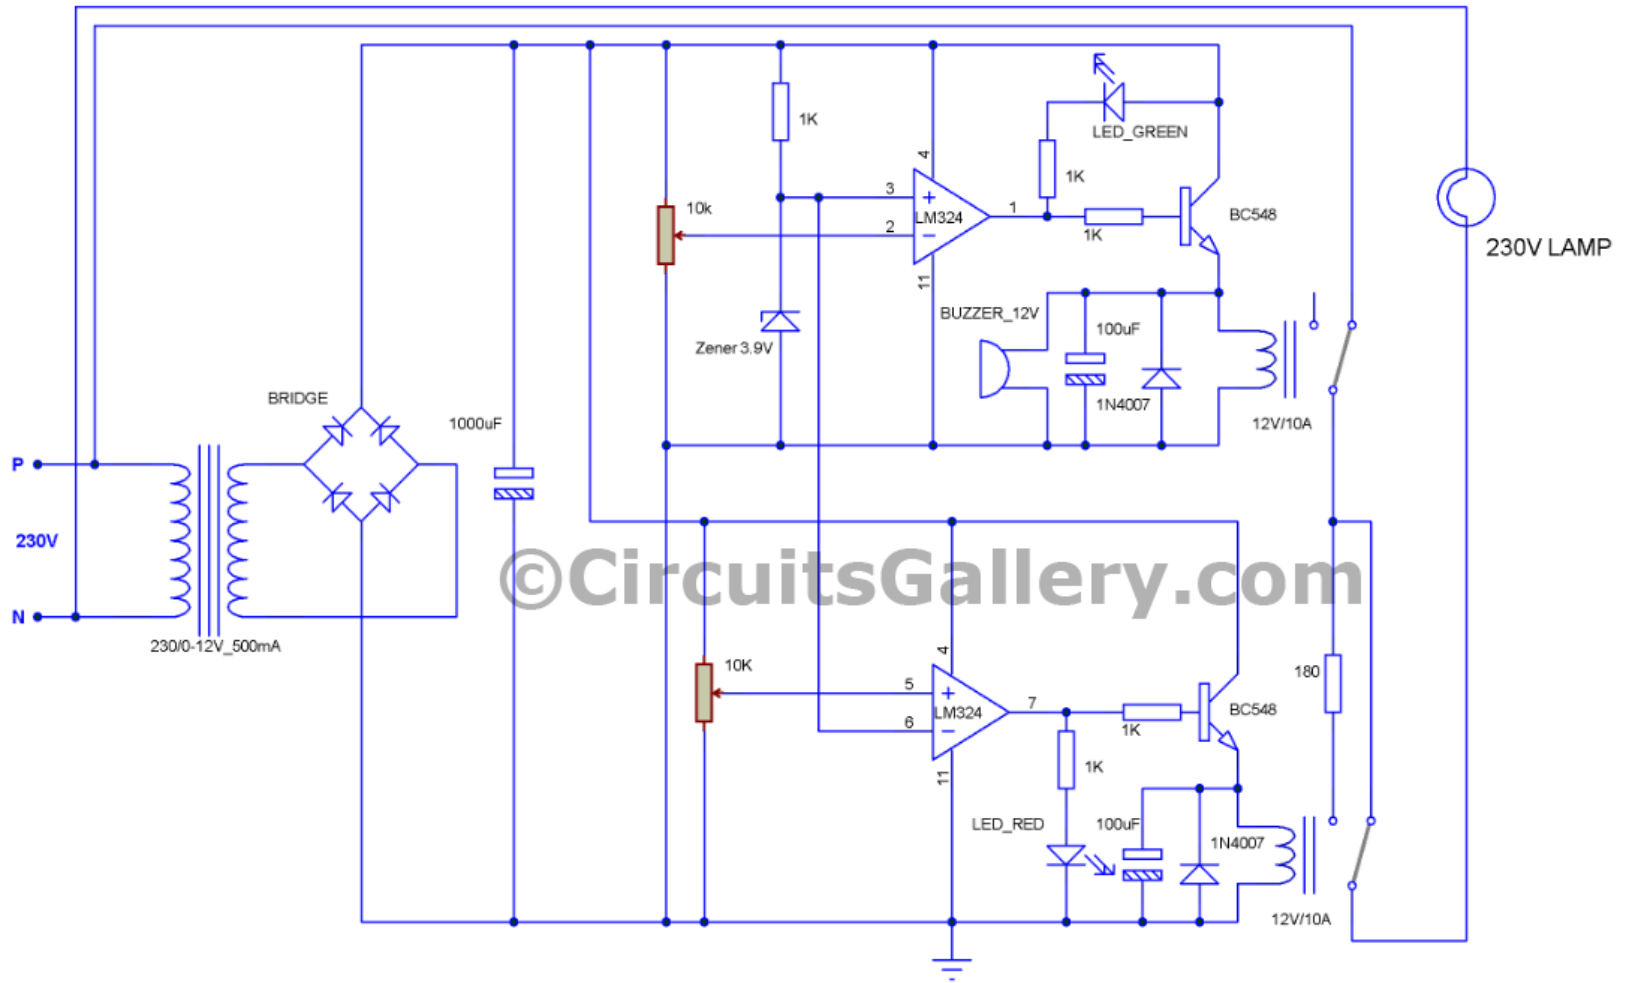 LED_GREEN
1K
4
10k
3
1K
1
LM324
BC548
2
1K
230V LAMP
11
BUZZER_12V
100uF
Zener 3.9V
BRIDGE
1N4007
1000uF
12V/10A
P
230V
©CircuitsGallery.com
N
230/0-12V_500mA
4
10K
180
5
7
LM324
BC548
6
1K
1K
11
LED_RED
100uF
1N4007
12V/10A